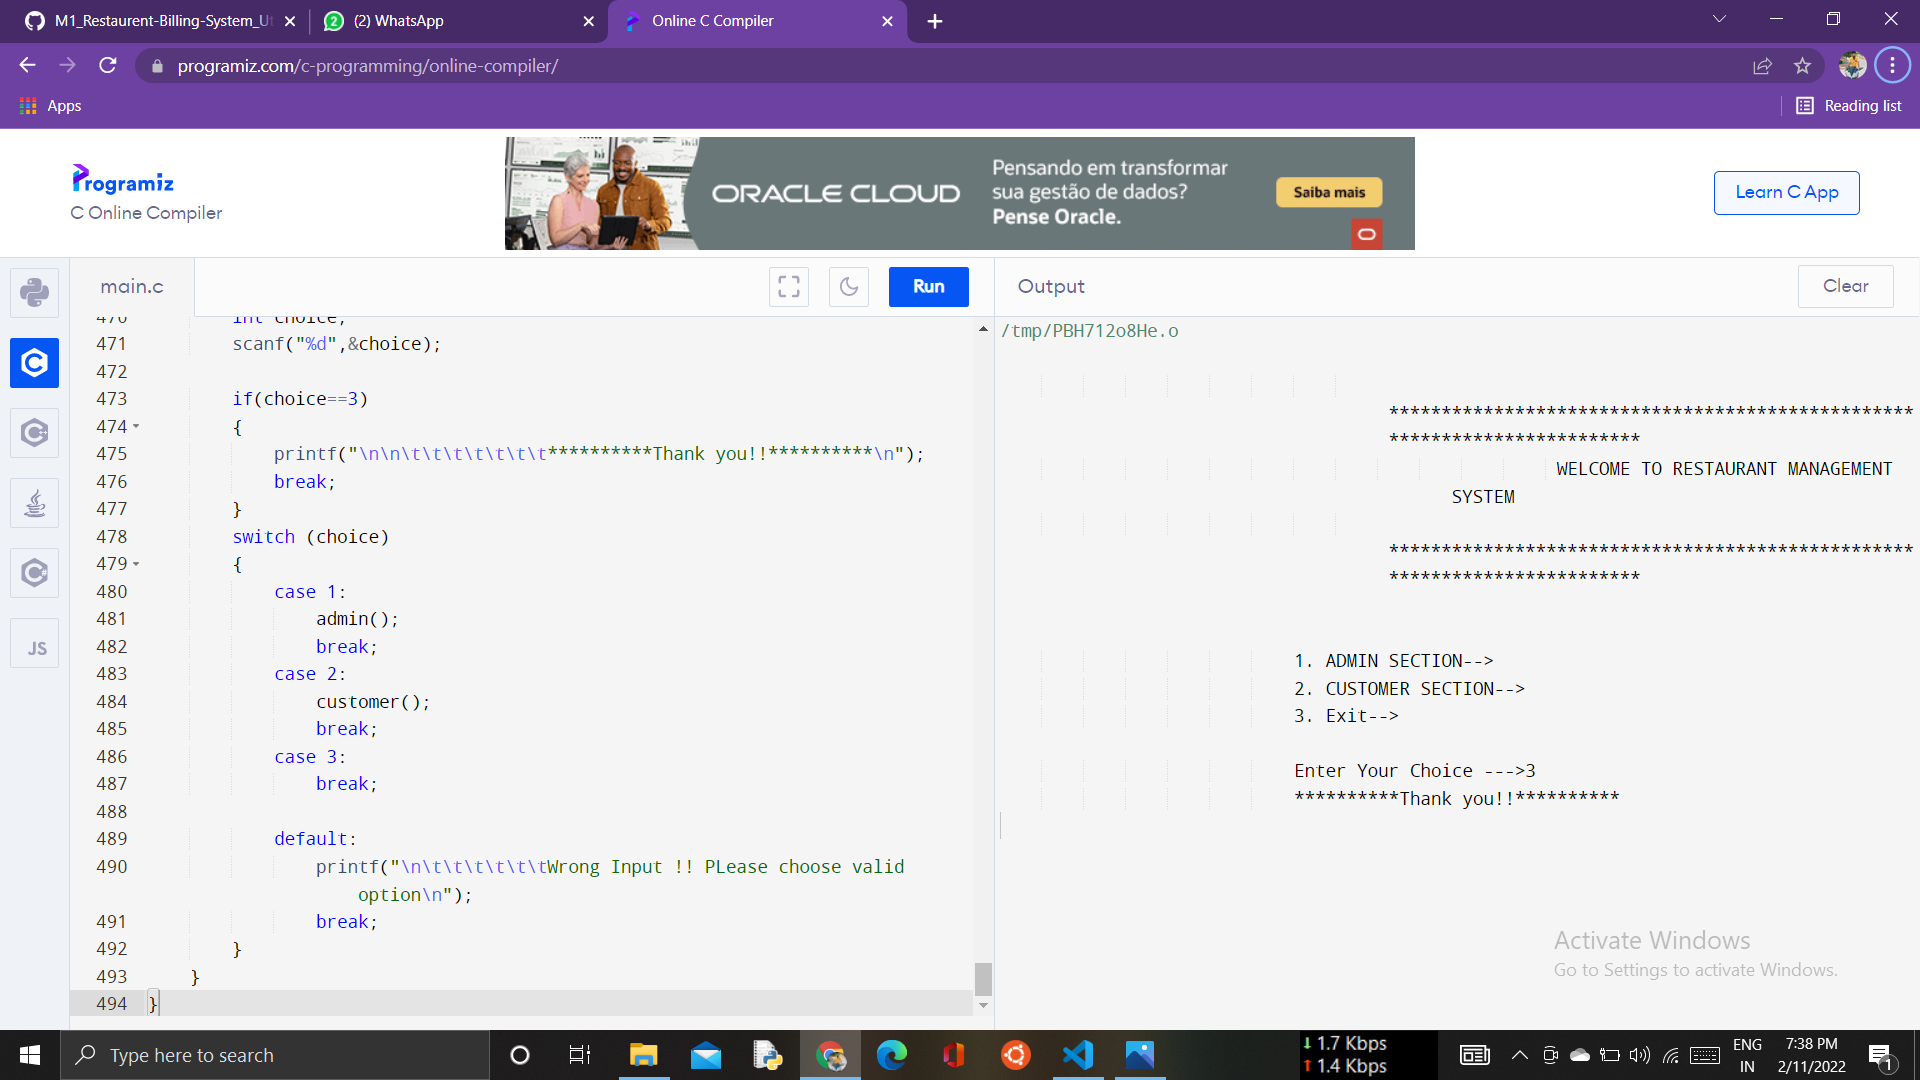 M1_Restaurent-Billing-System_Ut
(2) WhatsApp
Online C Compiler
programiz.com/c-programming/online-compiler/
Apps
Reading list
Programiz
C Online Compiler
ORACLE CLOUD
Pensando em transformar
sua gestão de dados?
Pense Oracle.
Saiba mais
Learn C App
main.c
Run
Output
Clear
470 int choice;
471 scanf("%d",&choice);
472
473 if(choice==3)
474 {
475 printf("\n\n\t\t\t\t\t\t\t**********Thank you!!**********\n");
476 break;
477 }
478 switch (choice)
479 {
480 case 1:
481 admin();
482 break;
483 case 2:
484 customer();
485 break;
486 case 3:
487 break;
488
489 default:
490 printf("\n\t\t\t\t\t\tWrong Input !! PLease choose valid
option\n");
491 break;
492 }
493 }
494 }
JS
/tmp/PBH712o8He.o
**************************************************
************************
WELCOME TO RESTAURANT MANAGEMENT
SYSTEM
**************************************************
************************
1. ADMIN SECTION-->
2. CUSTOMER SECTION-->
3. Exit-->
Enter Your Choice --->3
**********Thank you!!**********
Activate Windows
Go to Settings to activate Windows.
Type here to search
1.7 Kbps
1.4 Kbps
ENG
IN
7:38 PM
2/11/2022
1